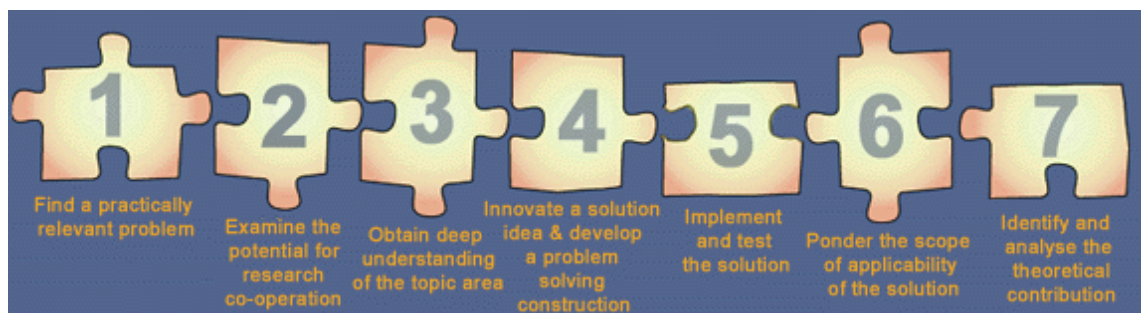 1
Find a practically
relevant problem
2
Examine the
potential for
research
co-operation
3
Obtain deep
understanding
of the topic area
4
Innovate a solution
idea & develop
a problem
solving
construction
5
Implement
and test
the solution
6
Ponder the scope
of applicability
of the solution
7
Identify and
analyse the
theoretical
contribution